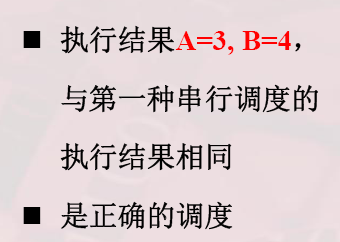 ■ 执行结果A=3, B=4，
与第一种串行调度的
执行结果相同
■ 是正确的调度